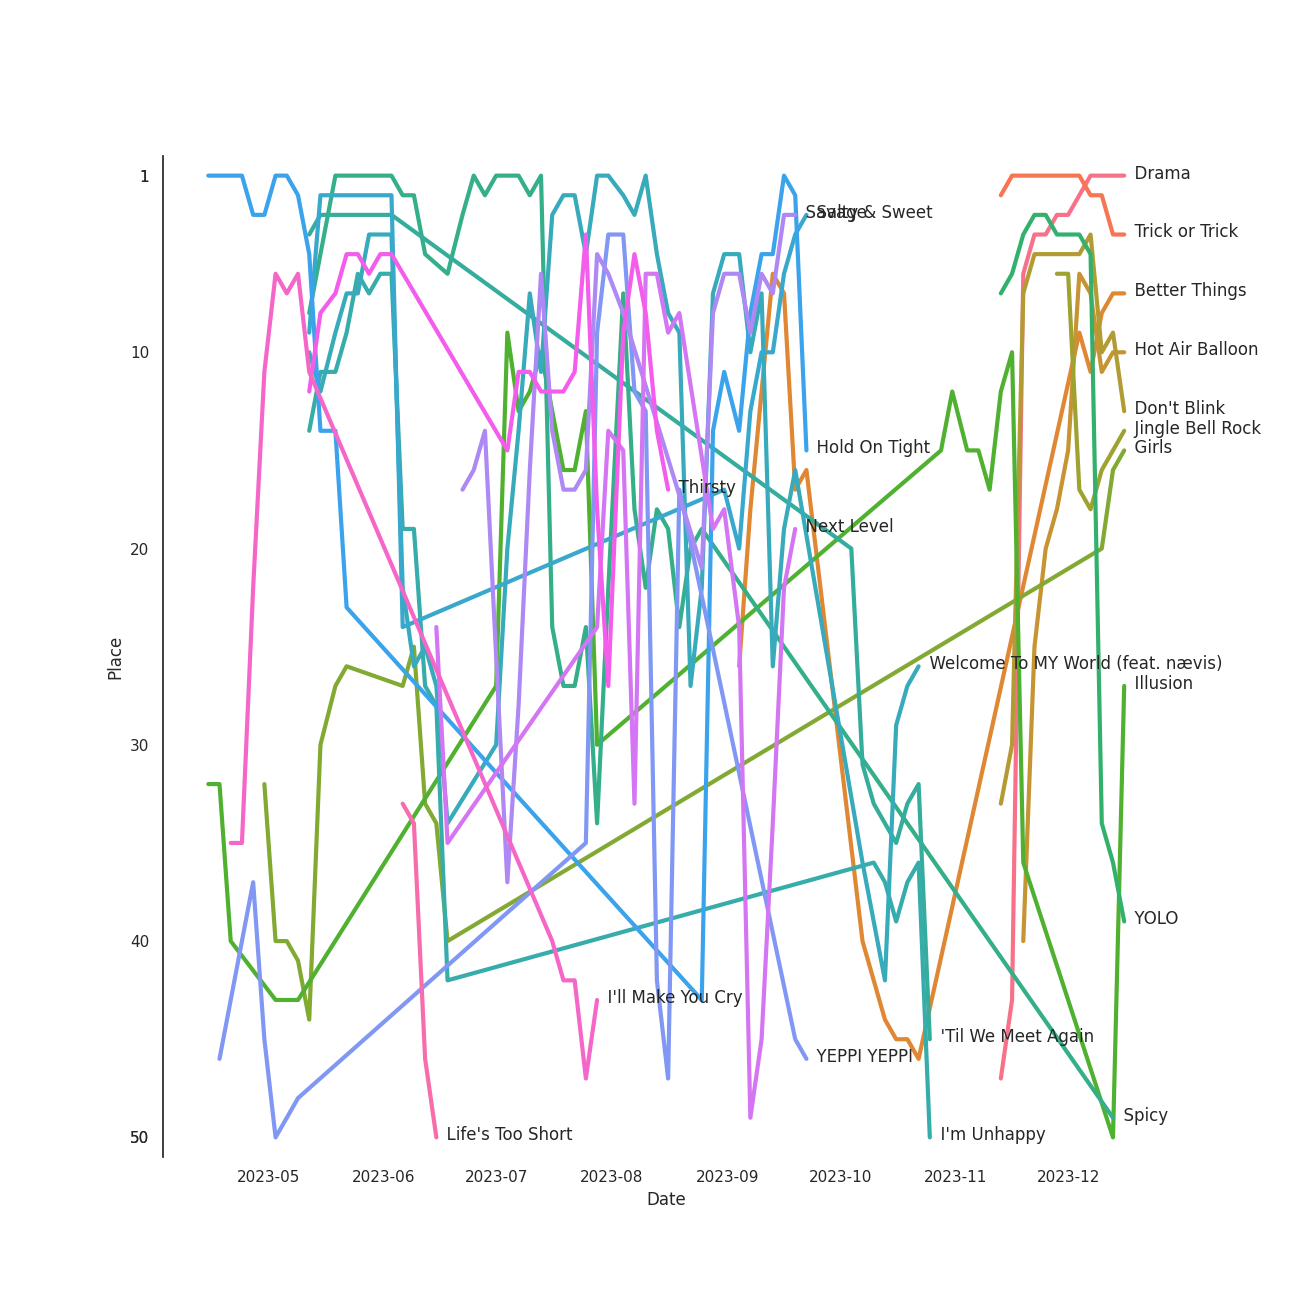 Drama
Savage
Salty & Sweet
Trick or Trick
Better Things
Hot Air Balloon
Don't Blink
Jingle Bell Rock
Girls
Hold On Tight
Thirsty
Next Level
Welcome To MY World (feat. nævis)
Illusion
YOLO
I'll Make You Cry
'Til We Meet Again
YEPPI YEPPI
Spicy
Life's Too Short
I'm Unhappy
1
10
20
30
40
50
Place
2023-05 2023-06 2023-07 2023-08 2023-09 2023-10 2023-11 2023-12
Date